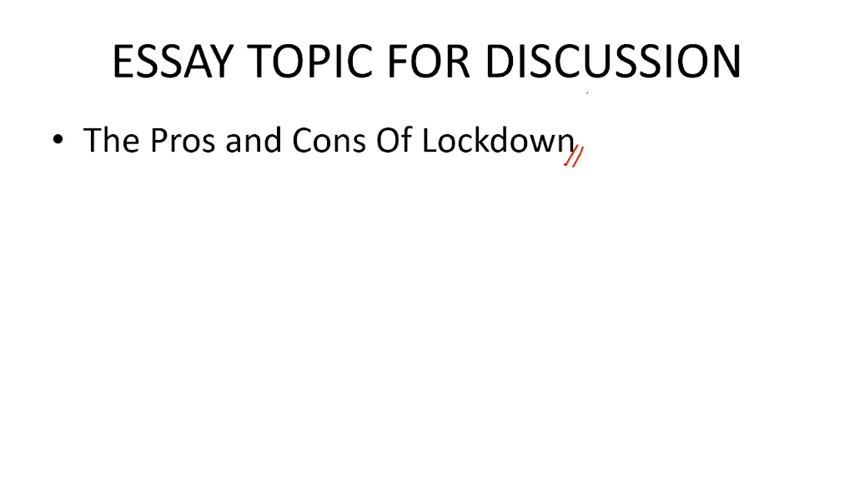 ESSAY TOPIC FOR DISCUSSION
• The Pros and Cons Of Lockdown